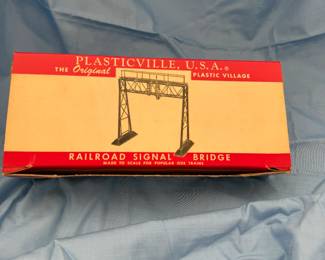 PLASTICVILLE, U.S.A.®
THE Original PLASTIC VILLAGE
RAILROAD SIGNAL BRIDGE
MADE TO SCALE FOR POPULAR SIZE TRAINS